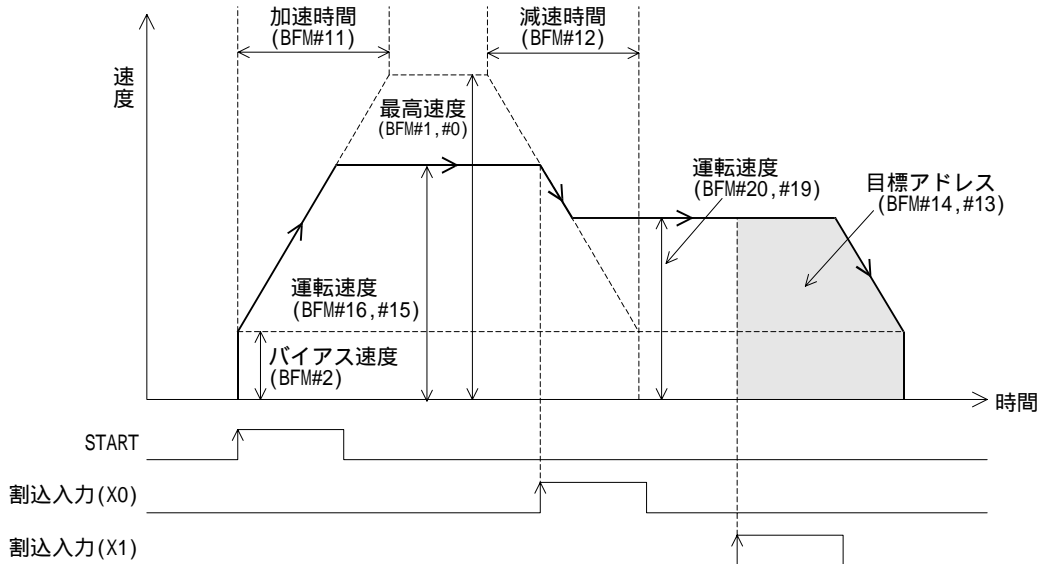 加速時間
(BFM#11)
減速時間
(BFM#12)
速度
最高速度
(BFM#1,#0)
運転速度
(BFM#20,#19)
目標アドレス
(BFM#14,#13)
運転速度
(BFM#16,#15)
バイアス速度
(BFM#2)
時間
START
割込入力(X0)
割込入力(X1)